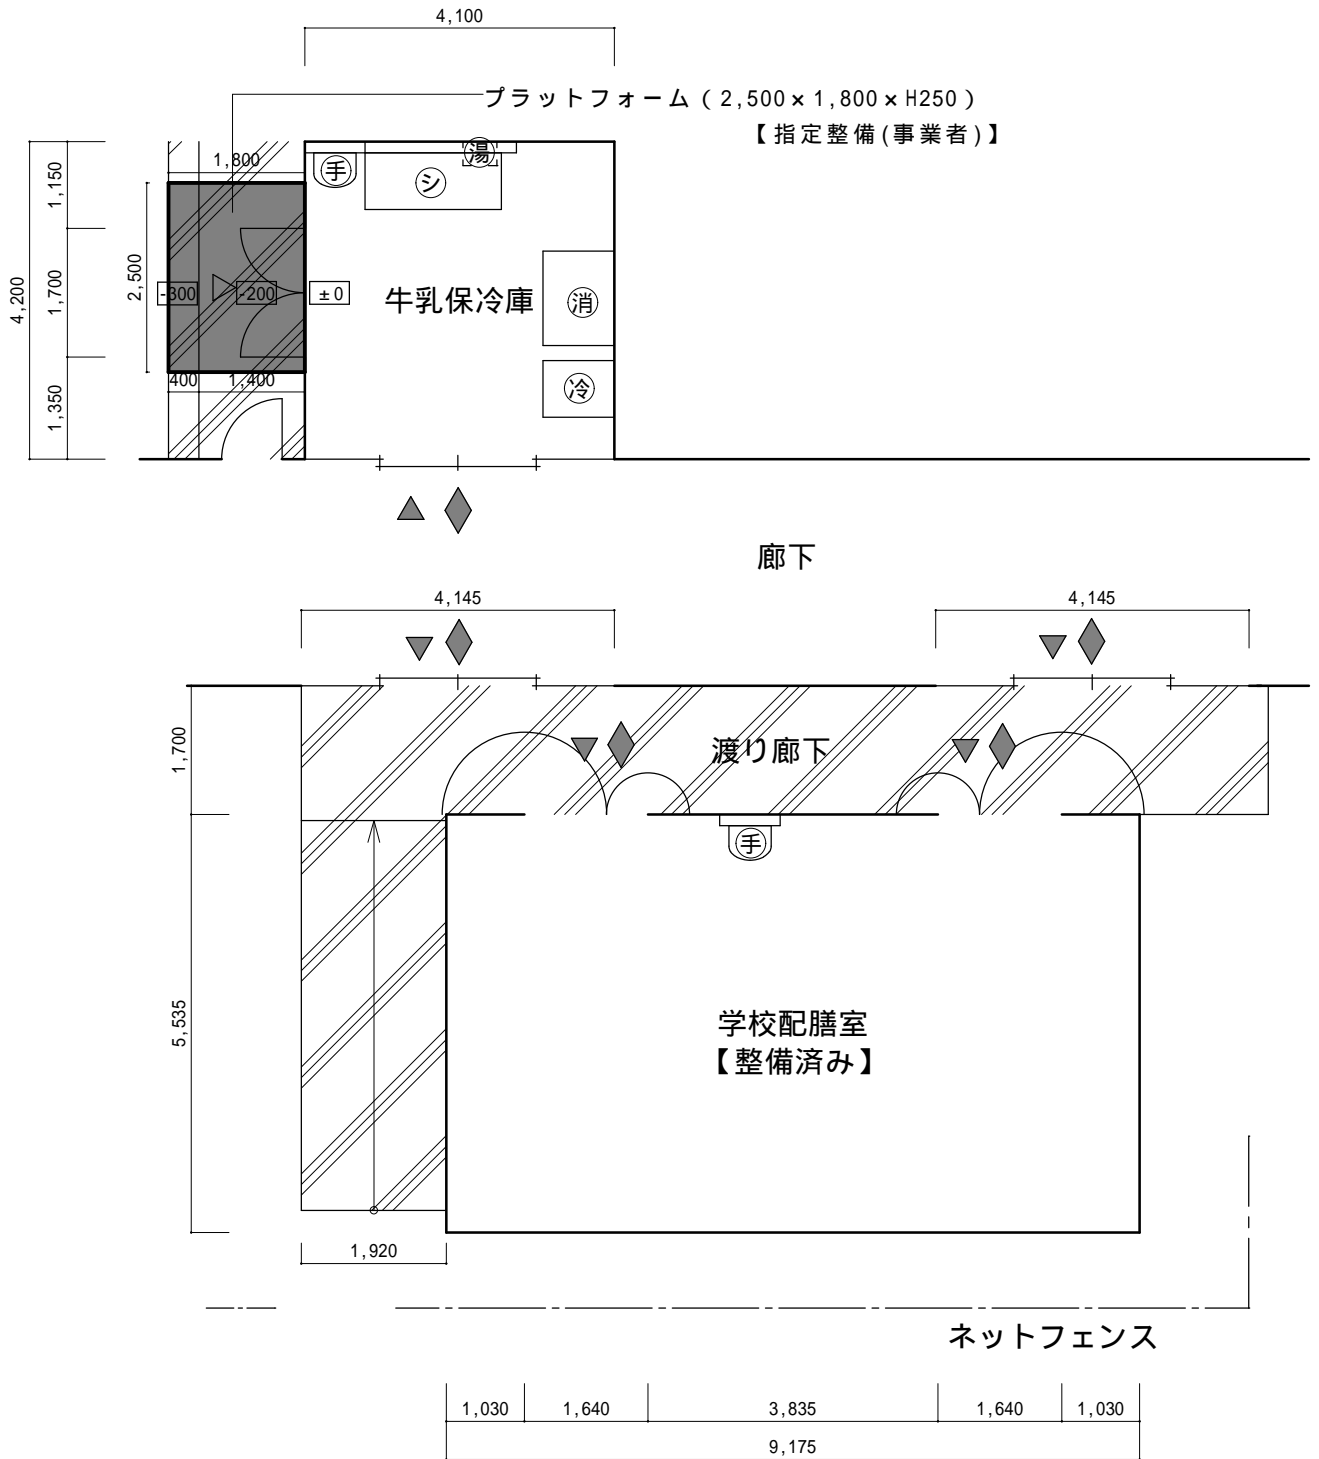 4,100
プラットフォーム（2,500×1,800×H250）
【指定整備(事業者)】
1,150
1,700
1,350
4,200
2,500
1,800
手
湯
シ
-300
-200
±0
牛乳保冷庫
消
冷
400
1,400
廊下
4,145
4,145
1,700
渡り廊下
手
5,535
学校配膳室
【整備済み】
1,920
ネットフェンス
1,030
1,640
3,835
1,640
1,030
9,175